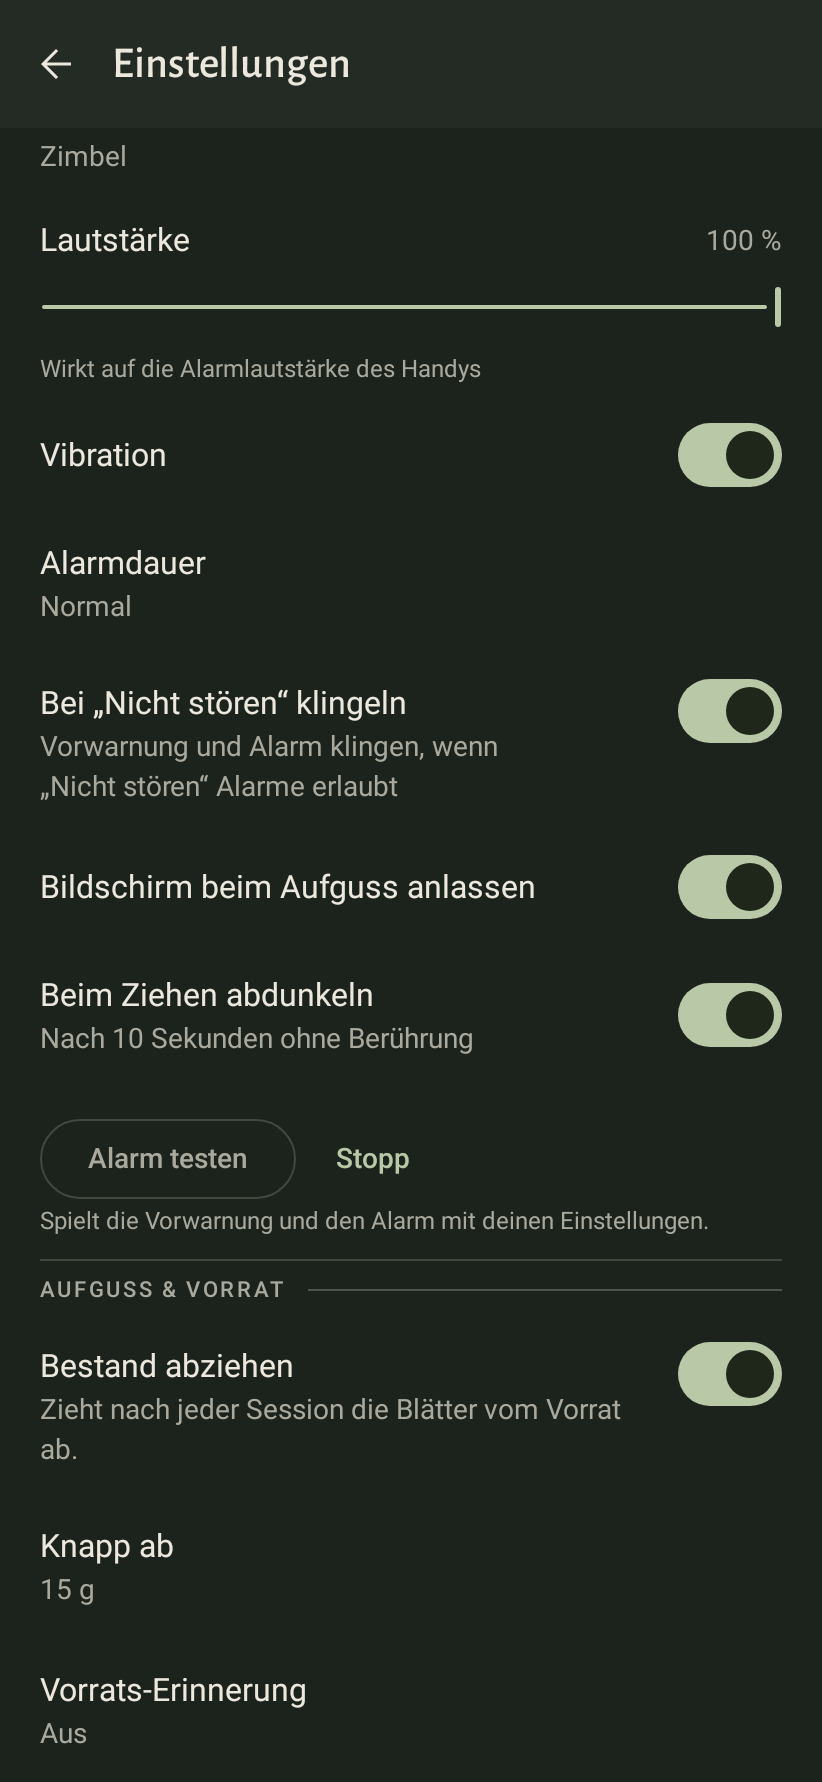 Einstellungen
Zimbel
Lautstärke
100 %
Wirkt auf die Alarmlautstärke des Handys
Vibration
Alarmdauer
Normal
Bei „Nicht stören“ klingeln
Vorwarnung und Alarm klingen, wenn
„Nicht stören“ Alarme erlaubt
Bildschirm beim Aufguss anlassen
Beim Ziehen abdunkeln
Nach 10 Sekunden ohne Berührung
Alarm testen
Stopp
Spielt die Vorwarnung und den Alarm mit deinen Einstellungen.
AUFGUSS & VORRAT
Bestand abziehen
Zieht nach jeder Session die Blätter vom Vorrat
ab.
Knapp ab
15 g
Vorrats-Erinnerung
Aus